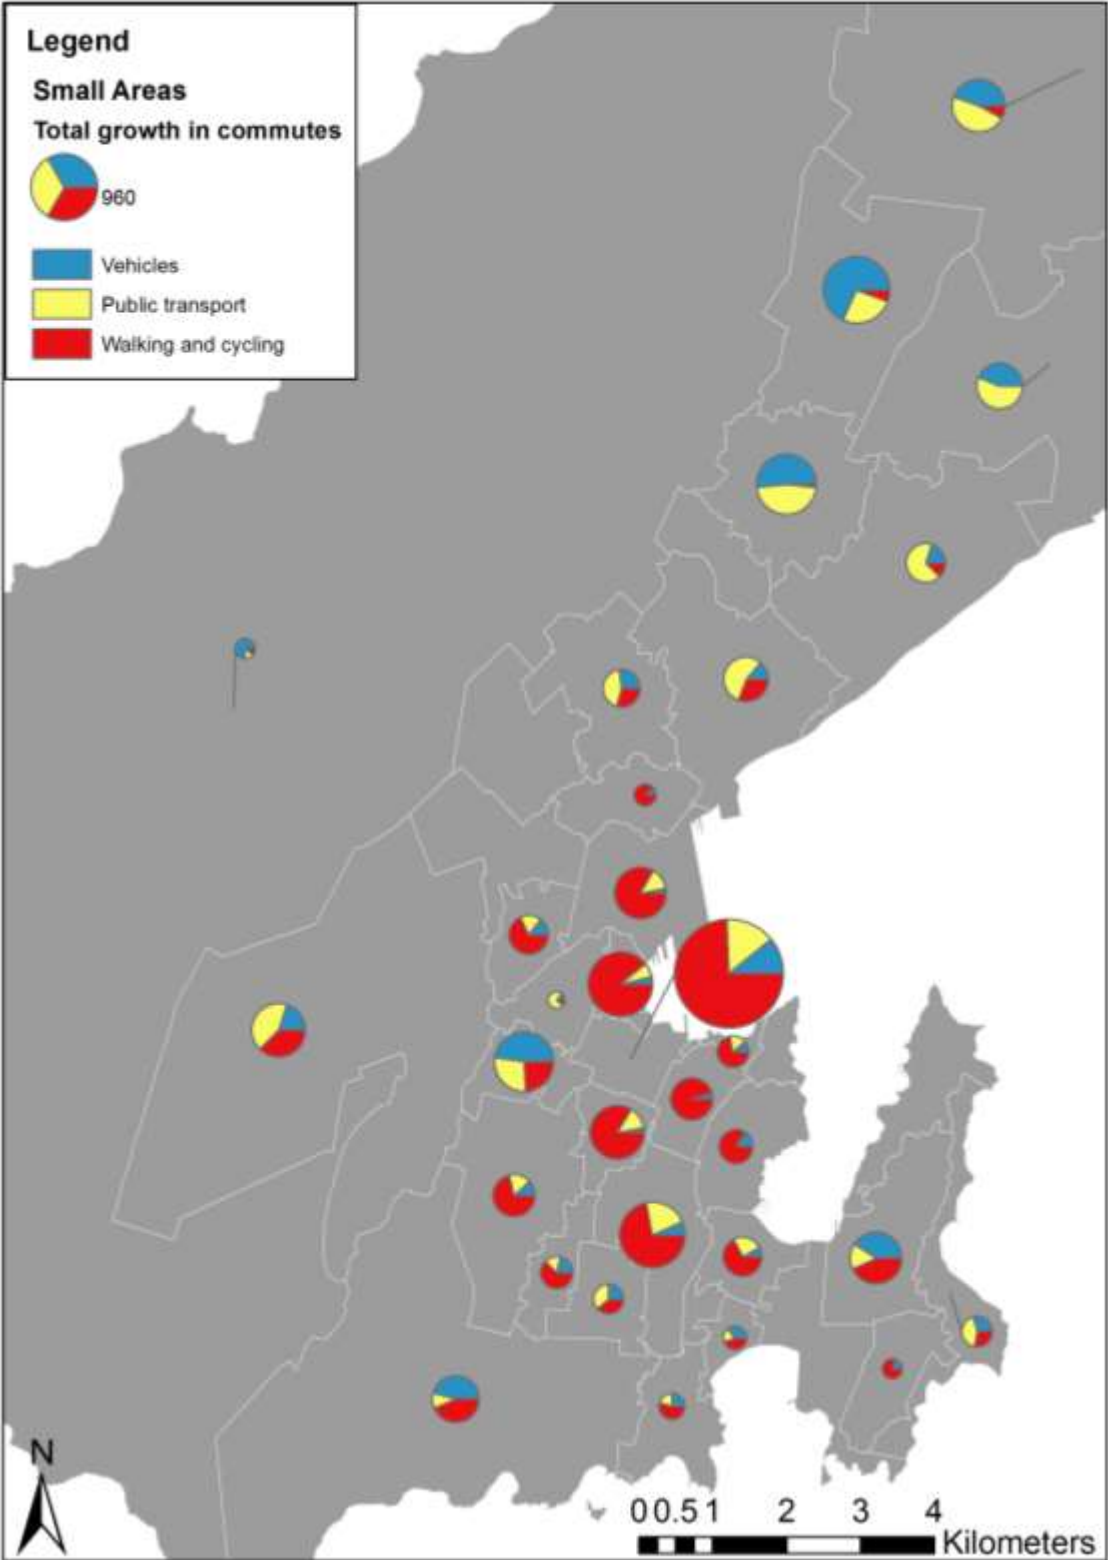 Legend
Small Areas
Total growth in commutes
960
Vehicles
Public transport
Walking and cycling
N
0 0.5 1 2 3 4
Kilometers